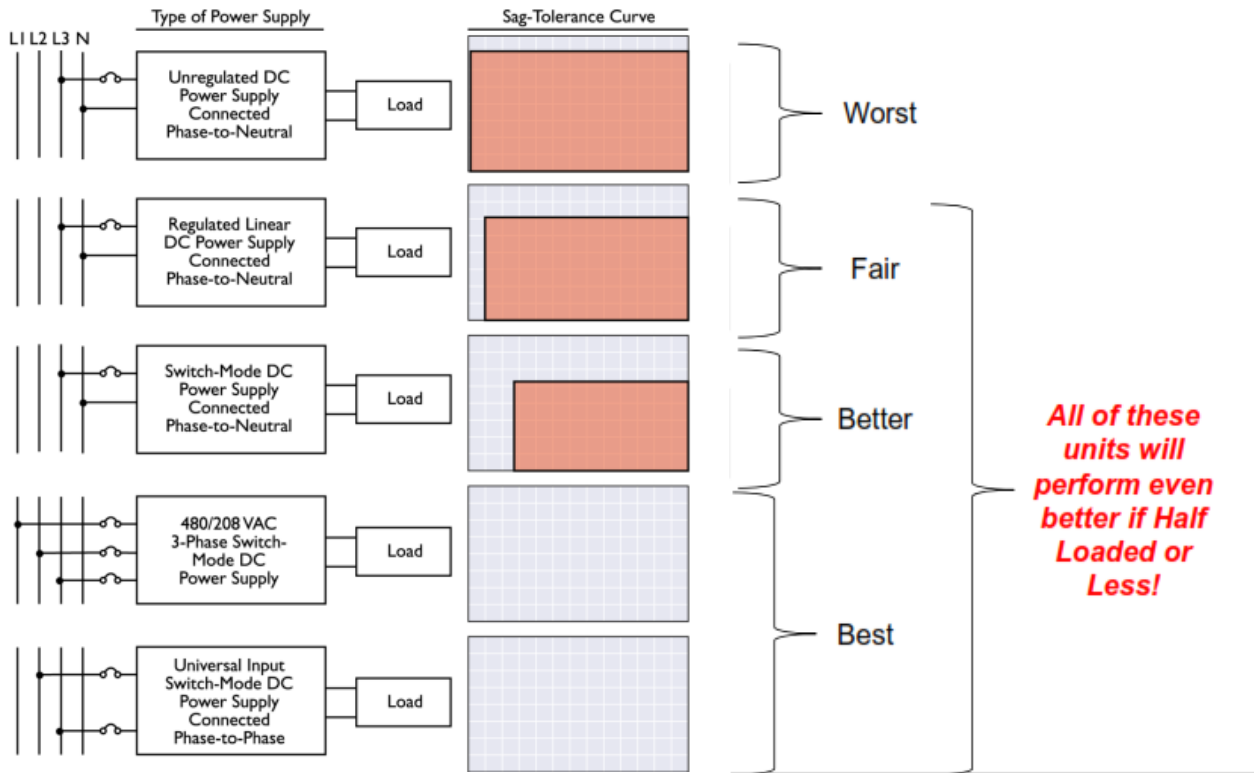 Type of Power Supply
Sag-Tolerance Curve
L1 L2 L3 N
Unregulated DC
Power Supply
Connected
Phase-to-Neutral
Load
Worst
Regulated Linear
DC Power Supply
Connected
Phase-to-Neutral
Load
Fair
Switch-Mode DC
Power Supply
Connected
Phase-to-Neutral
Load
Better
480/208 VAC
3-Phase Switch-
Mode DC
Power Supply
Load
Best
Universal Input
Switch-Mode DC
Power Supply
Connected
Phase-to-Phase
Load
All of these
units will
perform even
better if Half
Loaded or
Less!